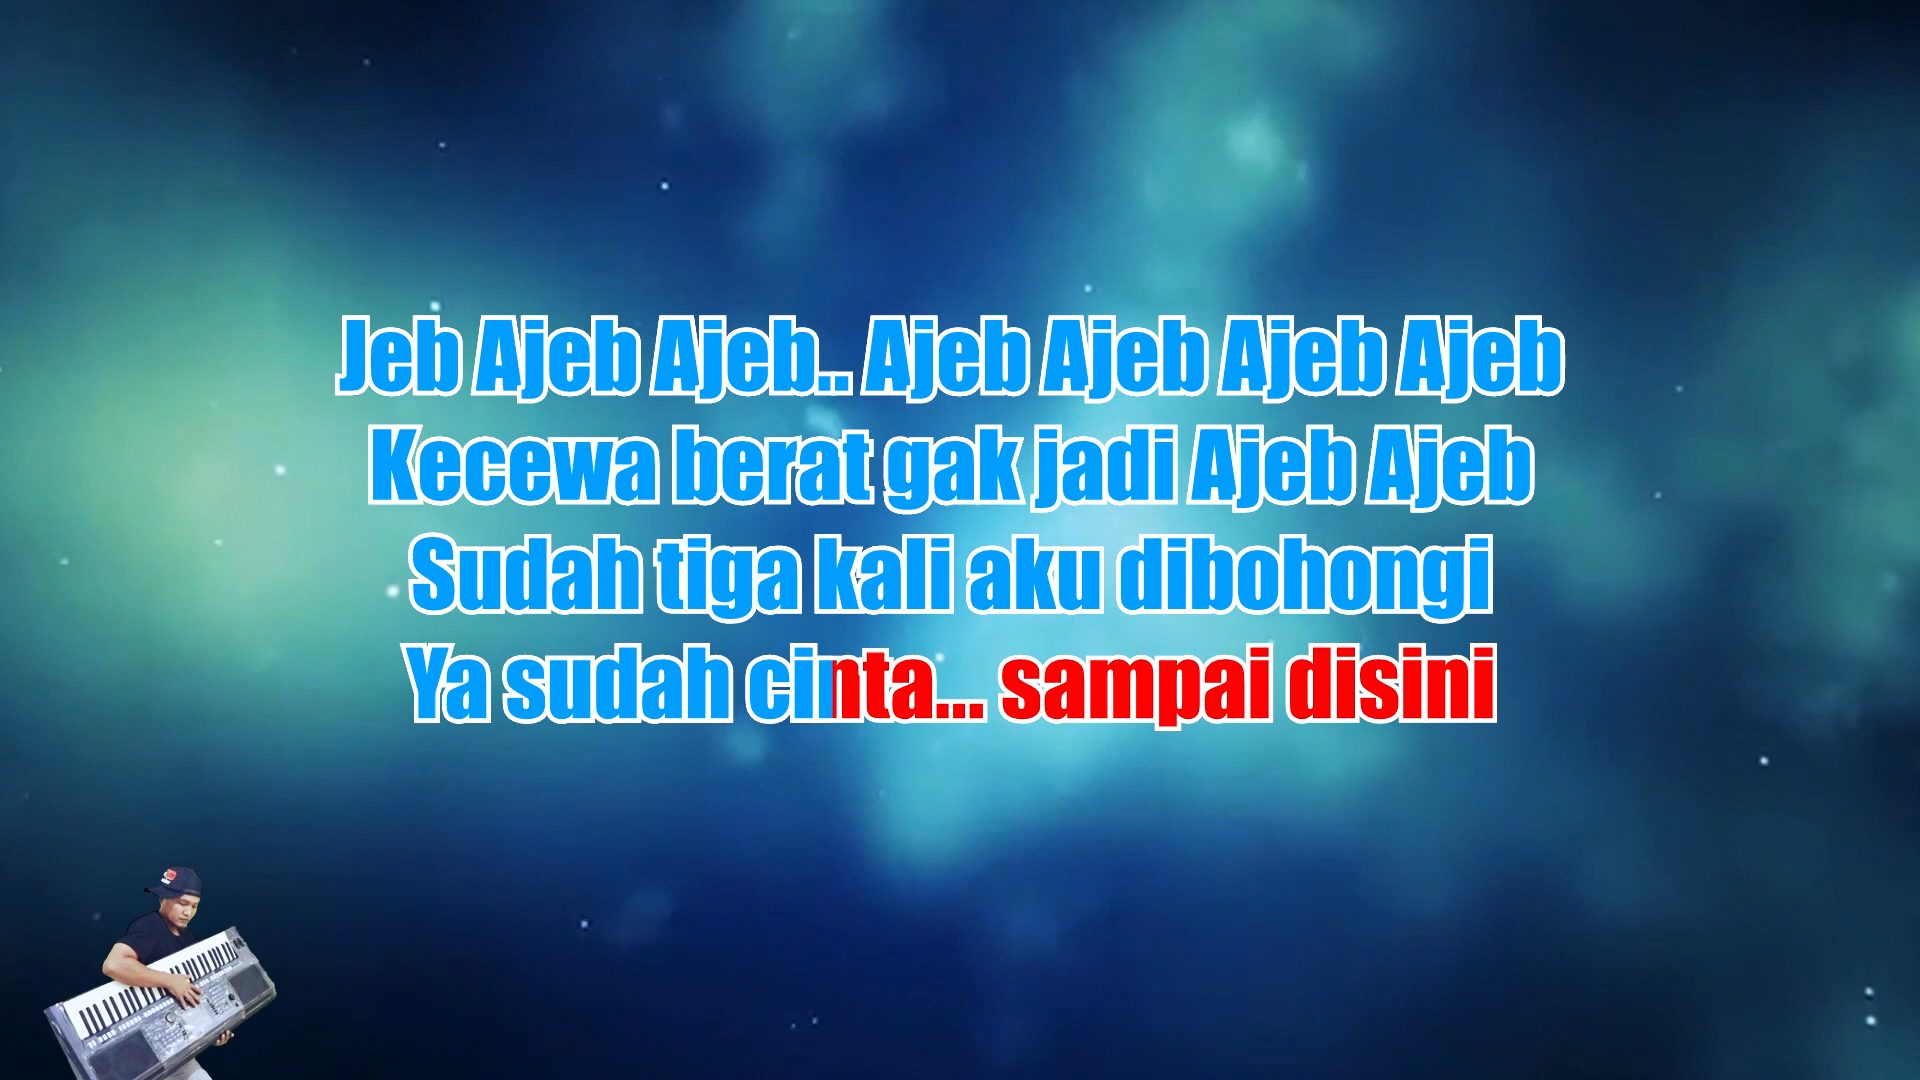 Jeb Ajeb Ajeb.. Ajeb Ajeb Ajeb Ajeb
Kecewa berat gak jadi Ajeb Ajeb
Sudah tiga kali aku dibohongi
Ya sudah cinta... sampai disini